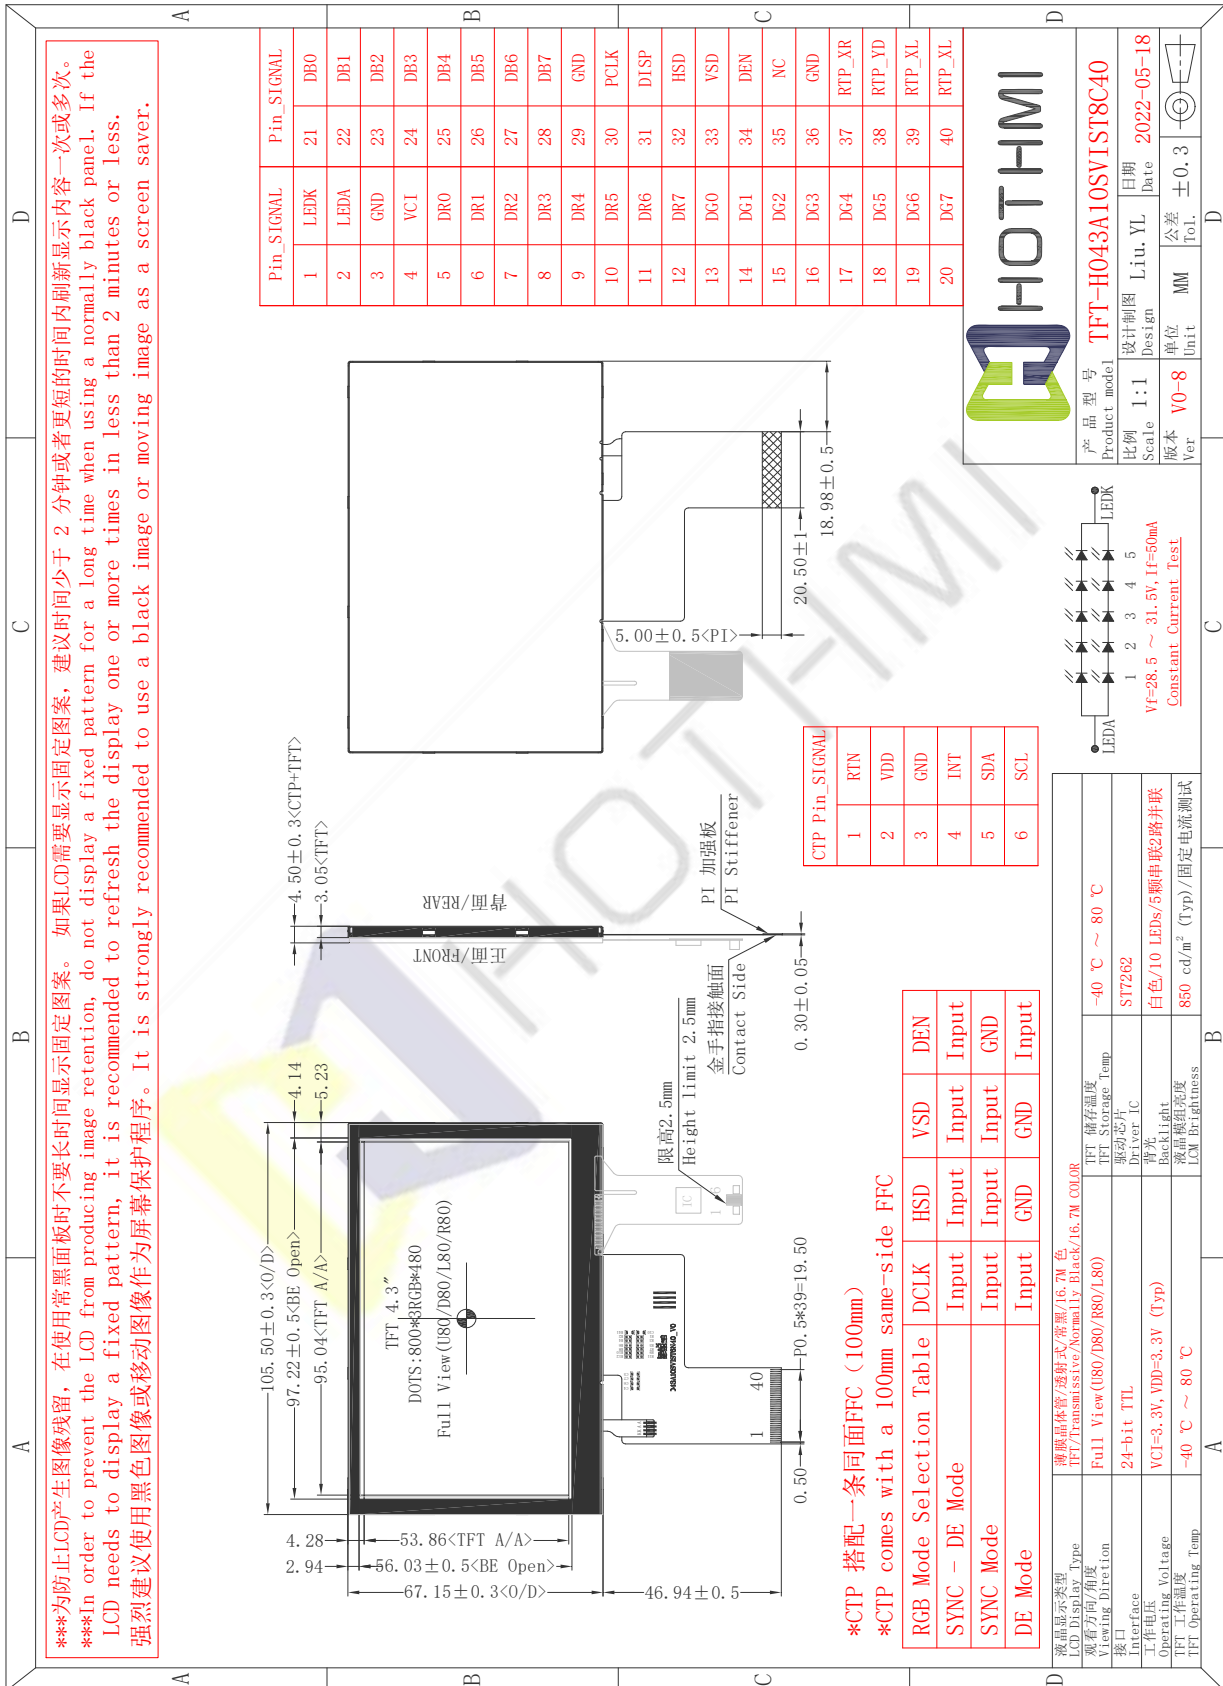 ***为防止LCD产生图像残留，在使用常黑面板时不要长时间显示固定图案。 如果LCD需要显示固定图案，建议时间少于 2 分钟或者更短的时间内刷新显示内容一次或多次。
***In order to prevent the LCD from producing image retention, do not display a fixed pattern for a long time when using a normally black panel. If the
LCD needs to display a fixed pattern, it is recommended to refresh the display one or more times in less than 2 minutes or less.
强烈建议使用黑色图像或移动图像作为屏幕保护程序。It is strongly recommended to use a black image or moving image as a screen saver.
A B C D
A B C D
A B C D
A B C D
105.50±0.3<O/D>
97.22±0.5<BE Open>
95.04<TFT A/A>
4.14
5.23
4.28
2.94
53.86<TFT A/A>
56.03±0.5<BE Open>
67.15±0.3<O/D>
46.94±0.5
TFT 4.3″
DOTS:800*3RGB*480
Full View(U80/D80/L80/R80)
IC
1 6
1 40
0.50
P0.5*39=19.50
限高2.5mm
Height limit 2.5mm
4.50±0.3<CTP+TFT>
3.05<TFT>
背面/REAR
正面/FRONT
PI 加强板
PI Stiffener
金手指接触面
Contact Side
0.30±0.05
5.00±0.5<PI>
20.50±1
18.98±0.5
Pin_SIGNAL Pin_SIGNAL
1 LEDK 21 DB0
2 LEDA 22 DB1
3 GND 23 DB2
4 VCI 24 DB3
5 DR0 25 DB4
6 DR1 26 DB5
7 DR2 27 DB6
8 DR3 28 DB7
9 DR4 29 GND
10 DR5 30 PCLK
11 DR6 31 DISP
12 DR7 32 HSD
13 DG0 33 VSD
14 DG1 34 DEN
15 DG2 35 NC
16 DG3 36 GND
17 DG4 37 RTP_XR
18 DG5 38 RTP_YD
19 DG6 39 RTP_XL
20 DG7 40 RTP_XL
CTP Pin_SIGNAL
1 RTN
2 VDD
3 GND
4 INT
5 SDA
6 SCL
*CTP 搭配一条同面FFC (100mm)
*CTP comes with a 100mm same-side FFC
RGB Mode Selection Table DCLK HSD VSD DEN
SYNC - DE Mode Input Input Input Input
SYNC Mode Input Input Input GND
DE Mode Input GND GND Input
LEDA
LEDK
1 2 3 4 5
Vf=28.5 ～ 31.5V, If=50mA
Constant Current Test
液晶显示类型
LCD Display Type
薄膜晶体管/透射式/常黑/16.7M 色
TFT/Transmissive/Normally Black/16.7M COLOR
观看方向/角度
Viewing Diretion
Full View(U80/D80/R80/L80)
TFT 储存温度
TFT Storage Temp
-40 ℃ ～ 80 ℃
接口
Interface
24-bit TTL
驱动芯片
Driver IC
ST7262
工作电压
Operating Voltage
VCI=3.3V, VDD=3.3V (Typ)
背光
Backlight
白色/10 LEDs/5颗串联2路并联
TFT 工作温度
TFT Operating Temp
-40 ℃ ～ 80 ℃
液晶模组亮度
LCM Brightness
850 cd/m² (Typ)/固定电流测试
HOTHMI
产 品 型 号
Product model
TFT-H043A10SVIST8C40
比例
Scale
1:1
设计制图
Design
Liu. YL
日期
Date
2022-05-18
版本
Ver
V0-8
单位
Unit
MM
公差
Tol.
±0.3
HOTHMI